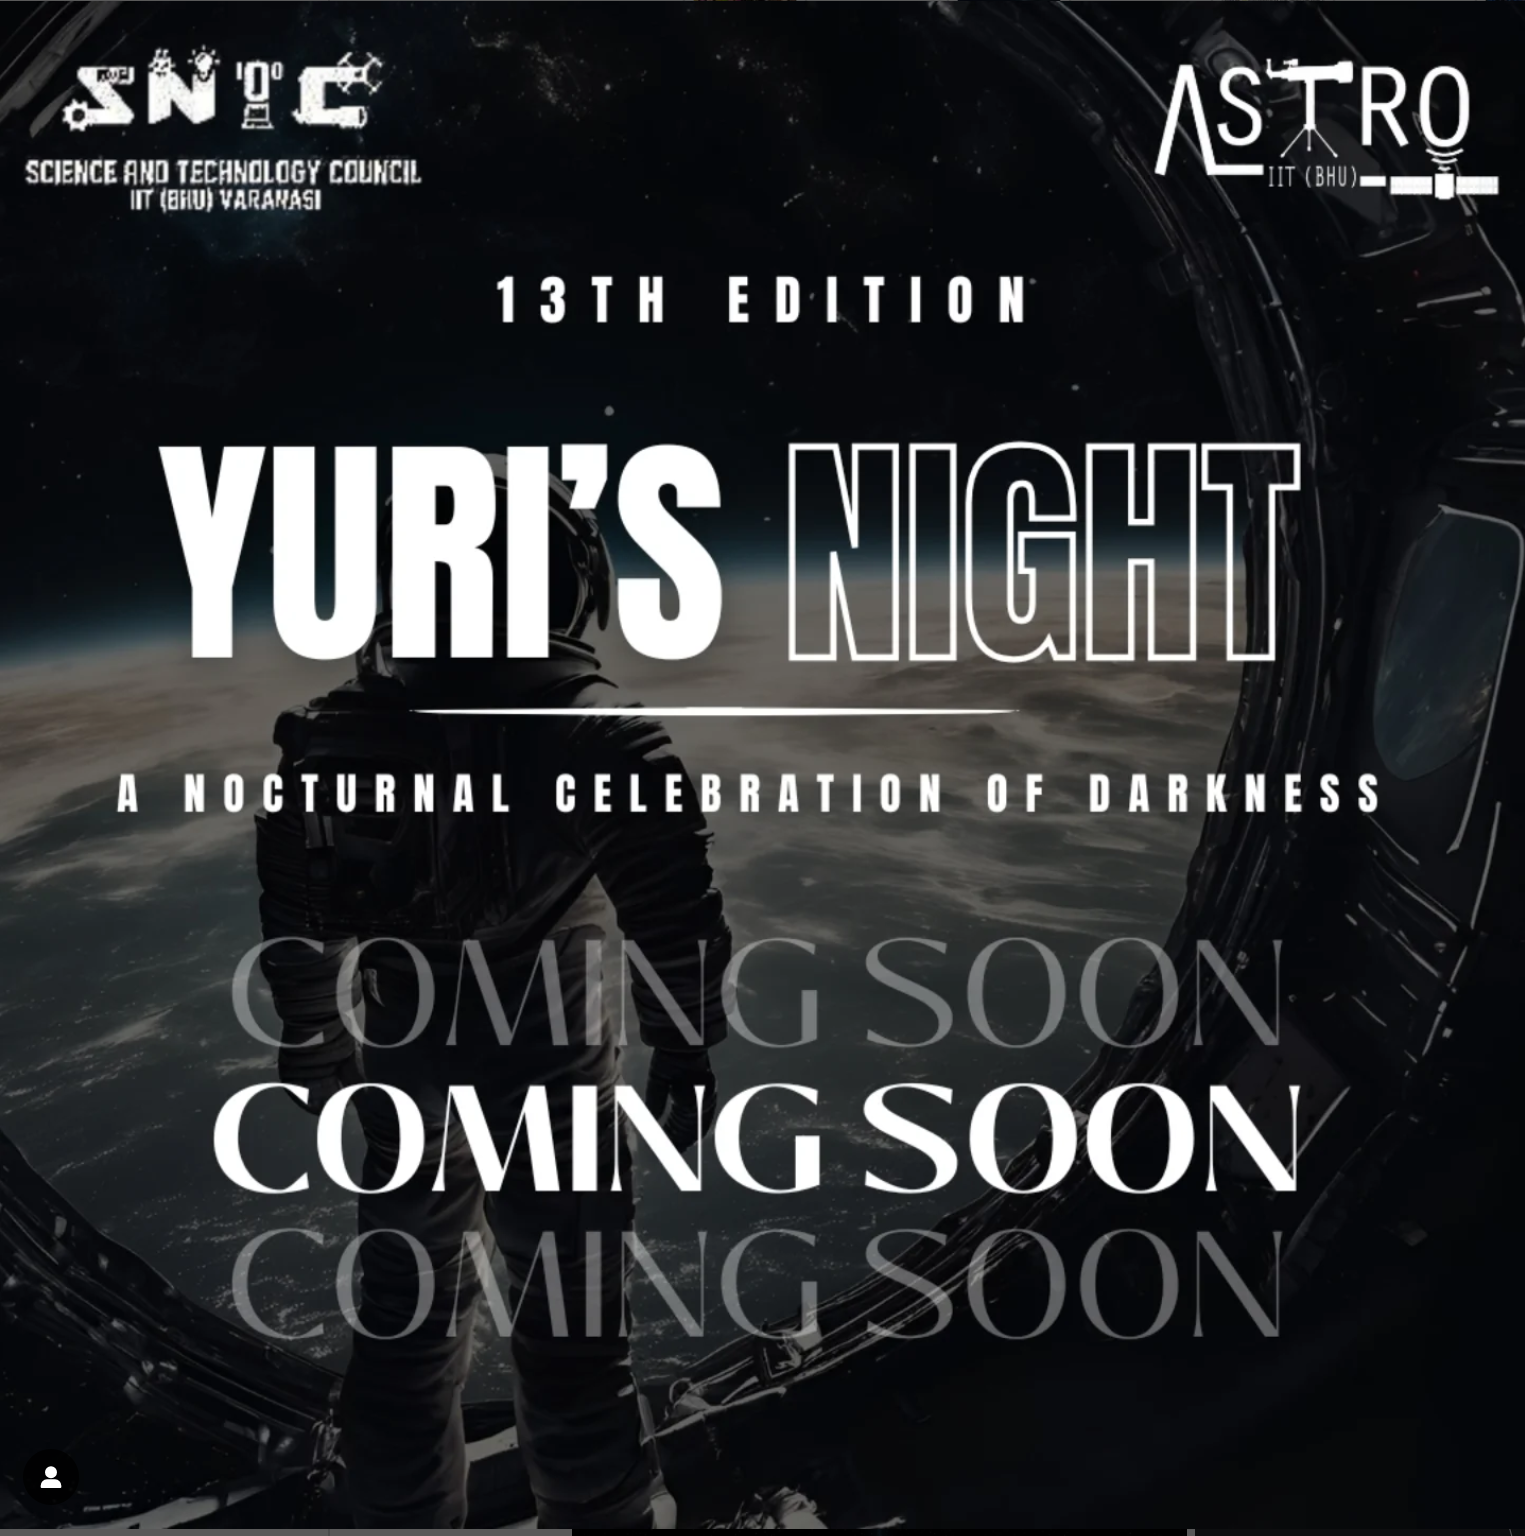 SNTC
SCIENCE AND TECHNOLOGY COUNCIL
IIT (BHU) VARANASI
ASTRO
IIT (BHU)
13TH EDITION
YURI'S NIGHT
A NOCTURNAL CELEBRATION OF DARKNESS
COMING SOON
COMING SOON
COMING SOON